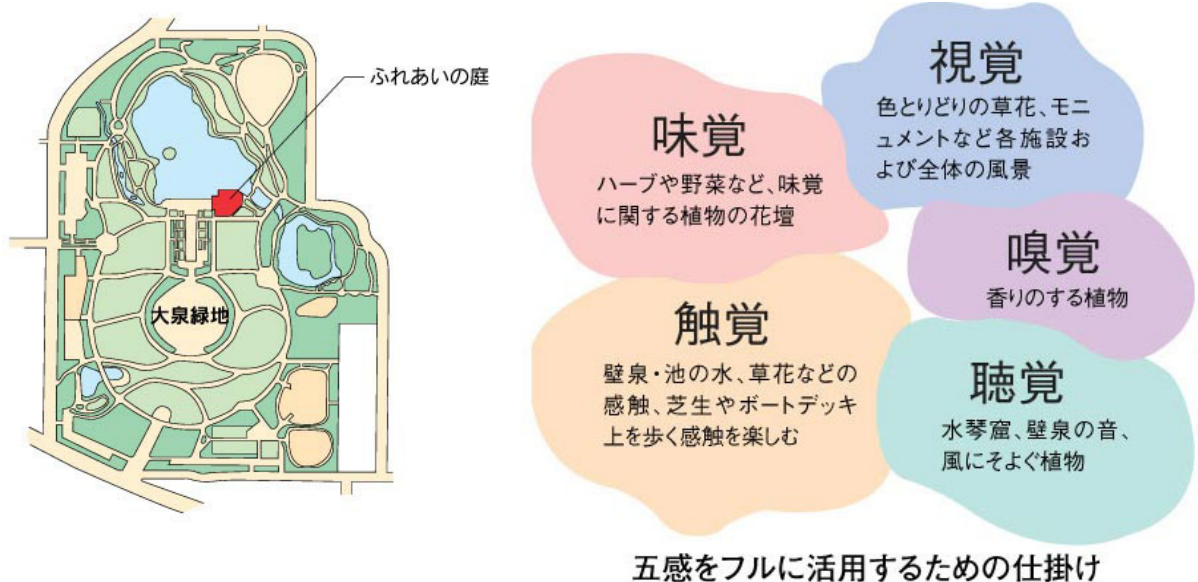 ふれあいの庭
大泉緑地
視覚
色とりどりの草花、モニ
ュメントなど各施設お
よび全体の風景
味覚
ハーブや野菜など、味覚
に関する植物の花壇
嗅覚
香りのする植物
触覚
壁泉・池の水、草花などの
感触、芝生やボートデッキ
上を歩く感触を楽しむ
聴覚
水琴窟、壁泉の音、
風にそよぐ植物
五感をフルに活用するための仕掛け